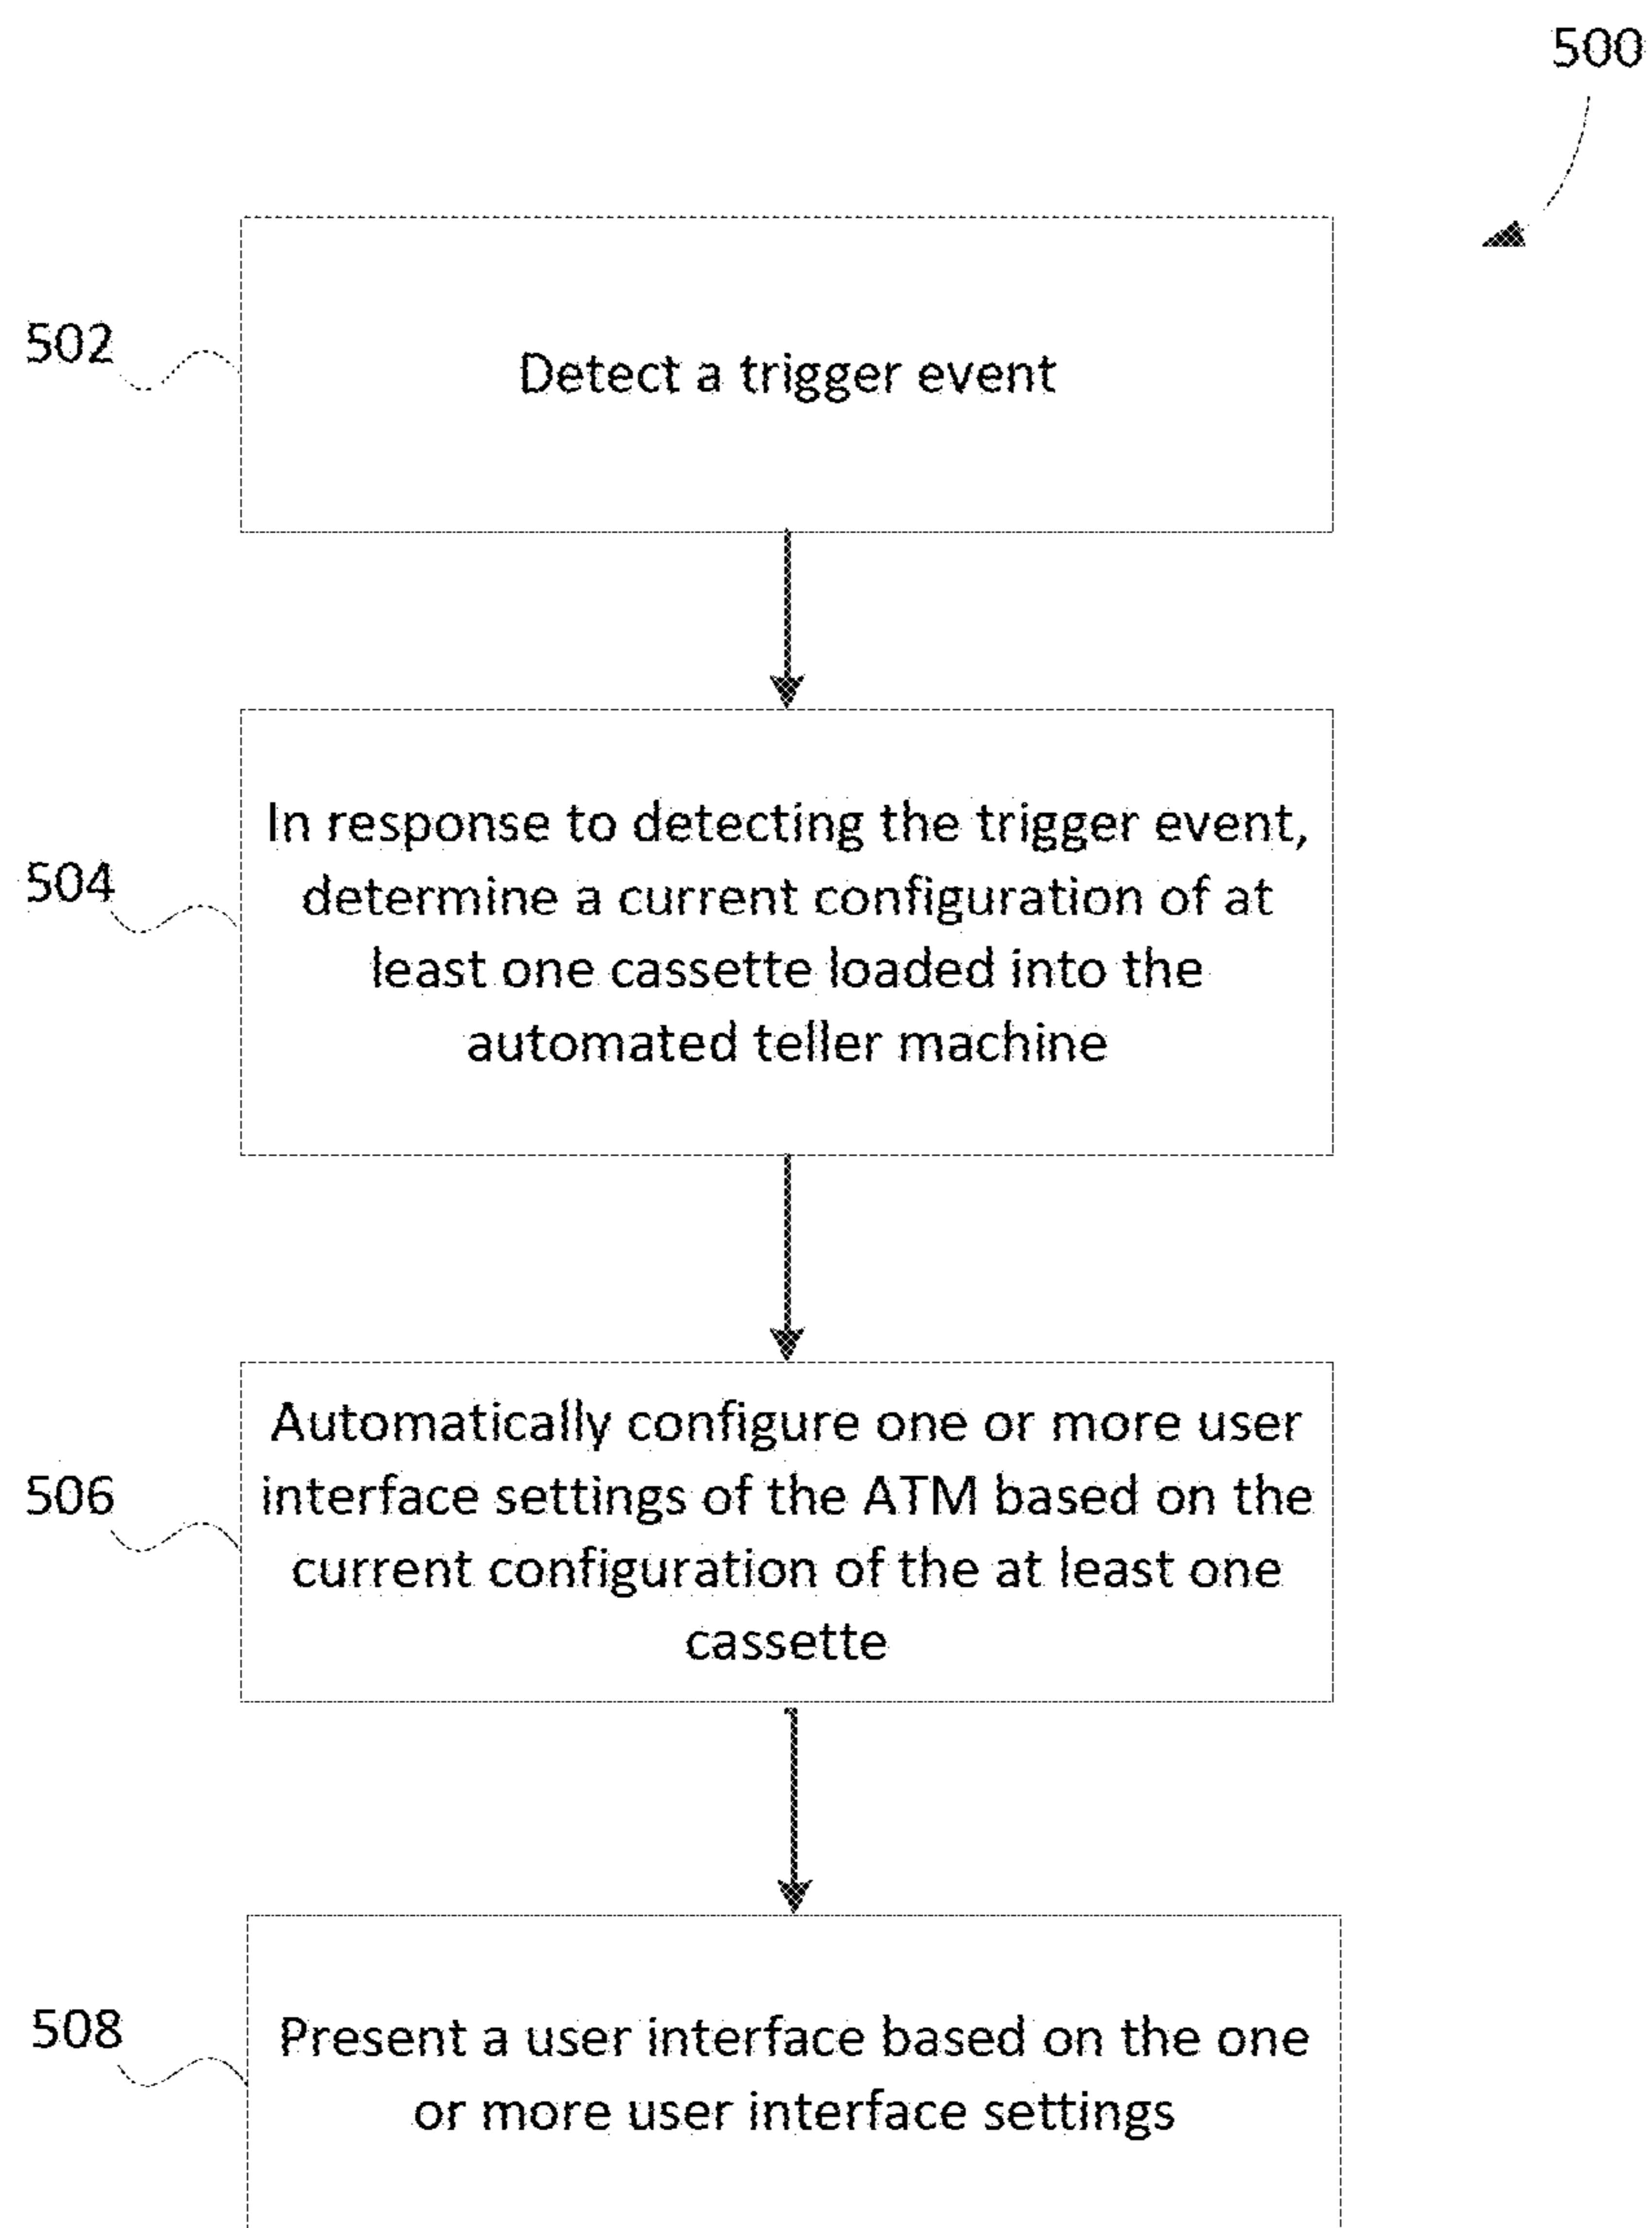 500
502
Detect a trigger event
504
In response to detecting the trigger event,
determine a current configuration of at
least one cassette loaded into the
automated teller machine
506
Automatically configure one or more user
interface settings of the ATM based on the
current configuration of the at least one
cassette
508
Present a user interface based on the one
or more user interface settings